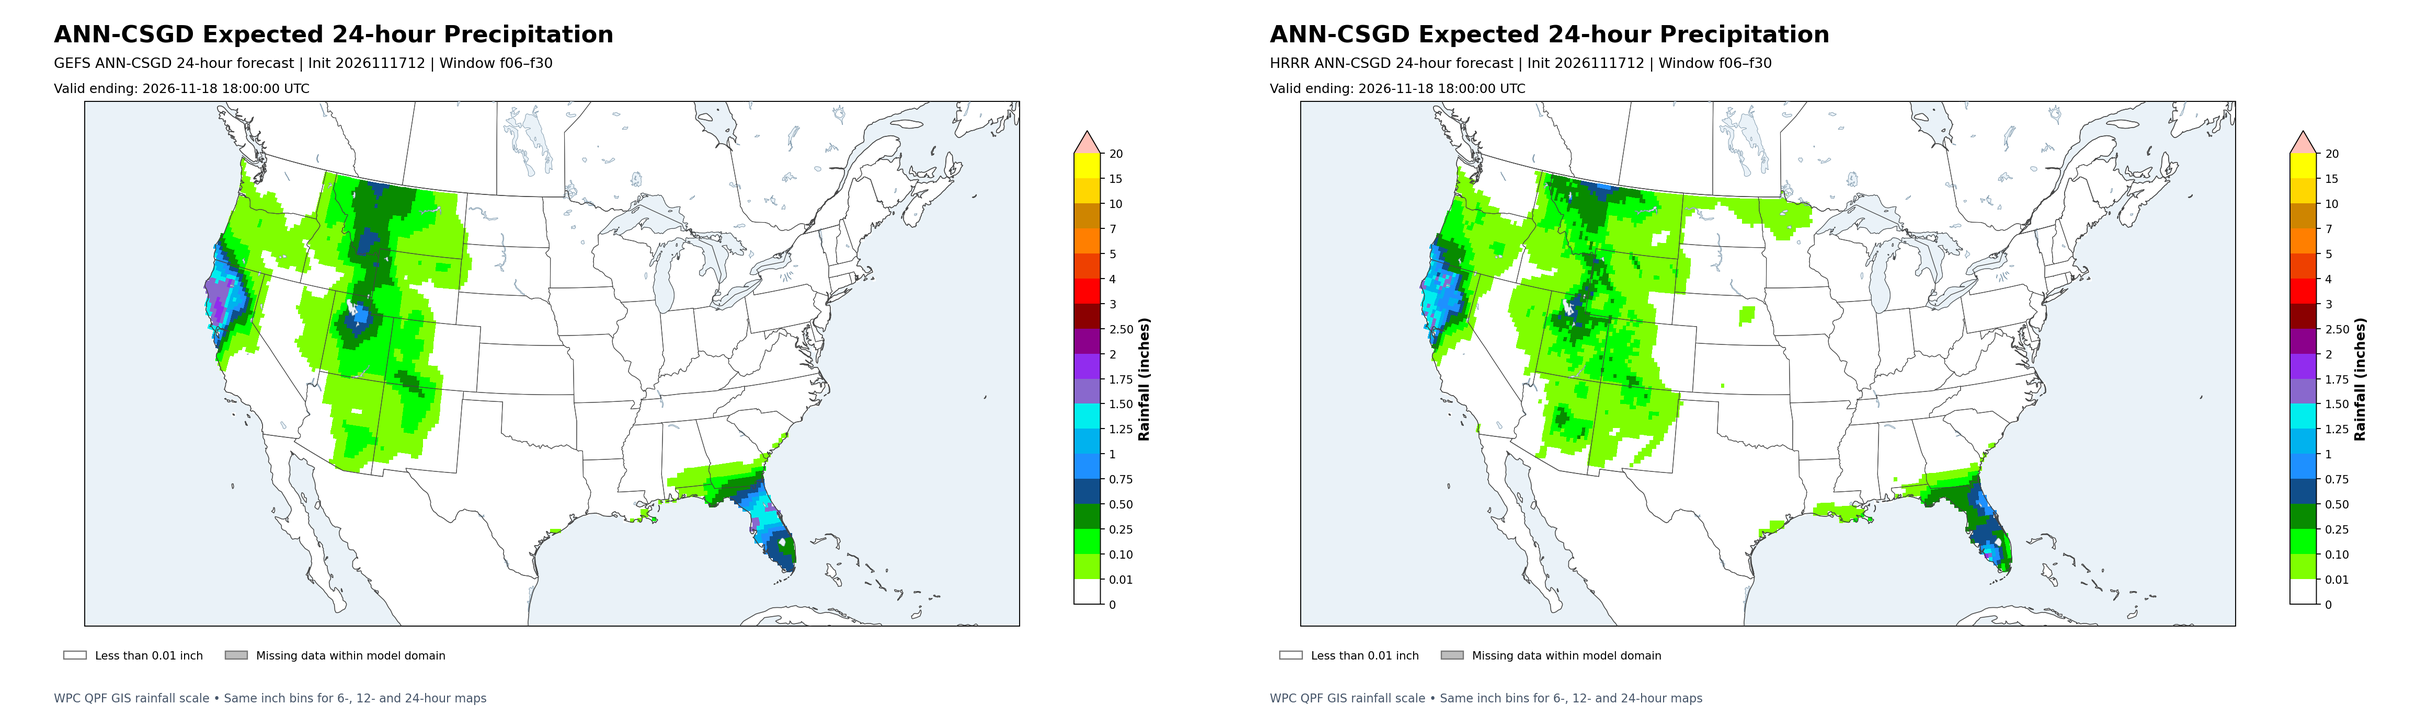 ANN-CSGD Expected 24-hour Precipitation
GEFS ANN-CSGD 24-hour forecast | Init 2026111712 | Window f06–f30
Valid ending: 2026-11-18 18:00:00 UTC
20
15
10
7
5
4
3
2.50
2
1.75
1.50
1.25
1
0.75
0.50
0.25
0.10
0.01
0
Rainfall (inches)
Less than 0.01 inch
Missing data within model domain
WPC QPF GIS rainfall scale • Same inch bins for 6-, 12- and 24-hour maps
ANN-CSGD Expected 24-hour Precipitation
HRRR ANN-CSGD 24-hour forecast | Init 2026111712 | Window f06–f30
Valid ending: 2026-11-18 18:00:00 UTC
20
15
10
7
5
4
3
2.50
2
1.75
1.50
1.25
1
0.75
0.50
0.25
0.10
0.01
0
Rainfall (inches)
Less than 0.01 inch
Missing data within model domain
WPC QPF GIS rainfall scale • Same inch bins for 6-, 12- and 24-hour maps